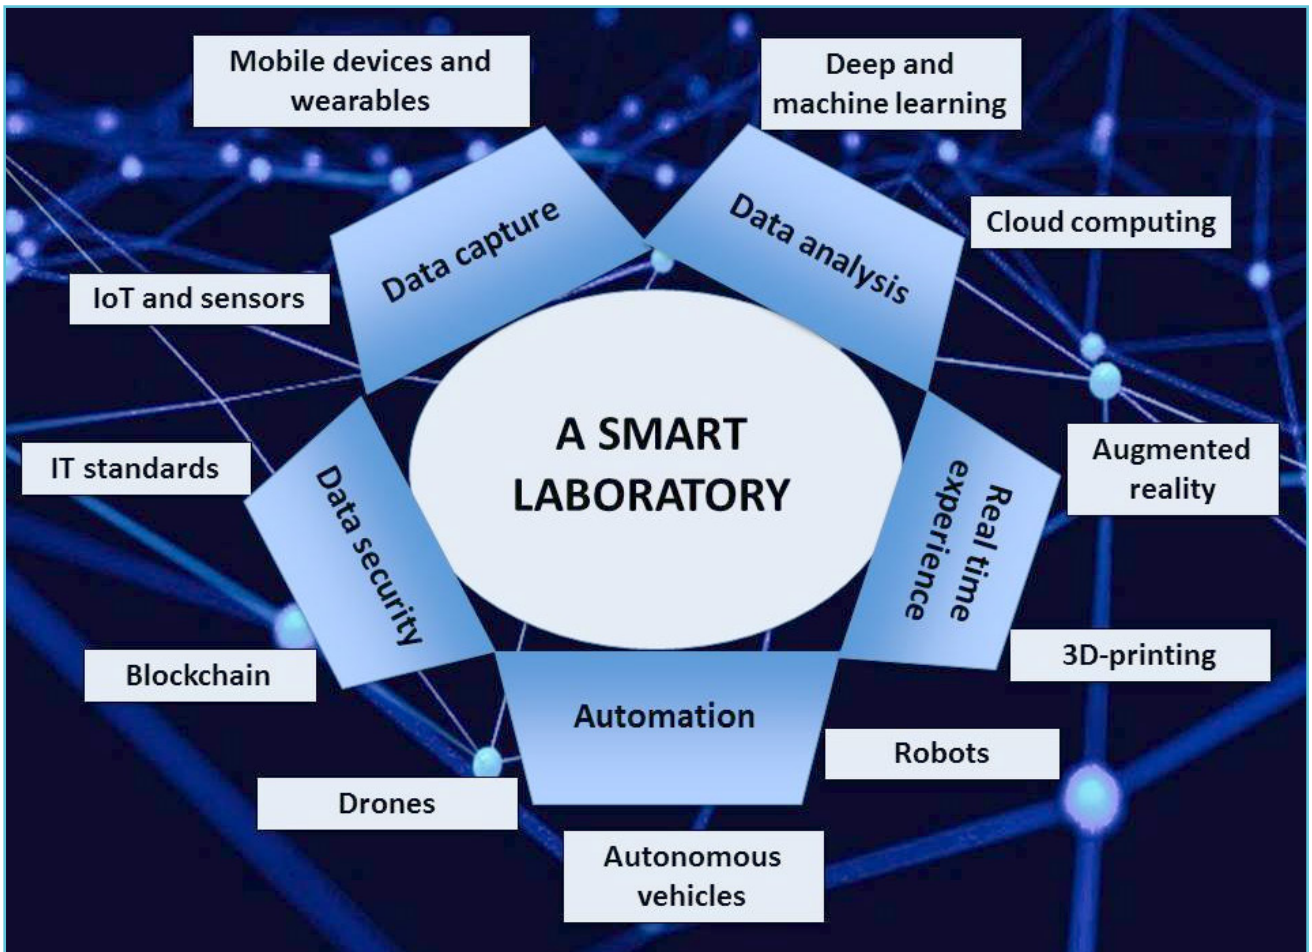 Mobile devices and
wearables
Deep and
machine learning
Data capture
Data analysis
Cloud computing
IoT and sensors
A SMART
LABORATORY
IT standards
Data security
Real time
experience
Augmented
reality
Blockchain
3D-printing
Automation
Robots
Drones
Autonomous
vehicles